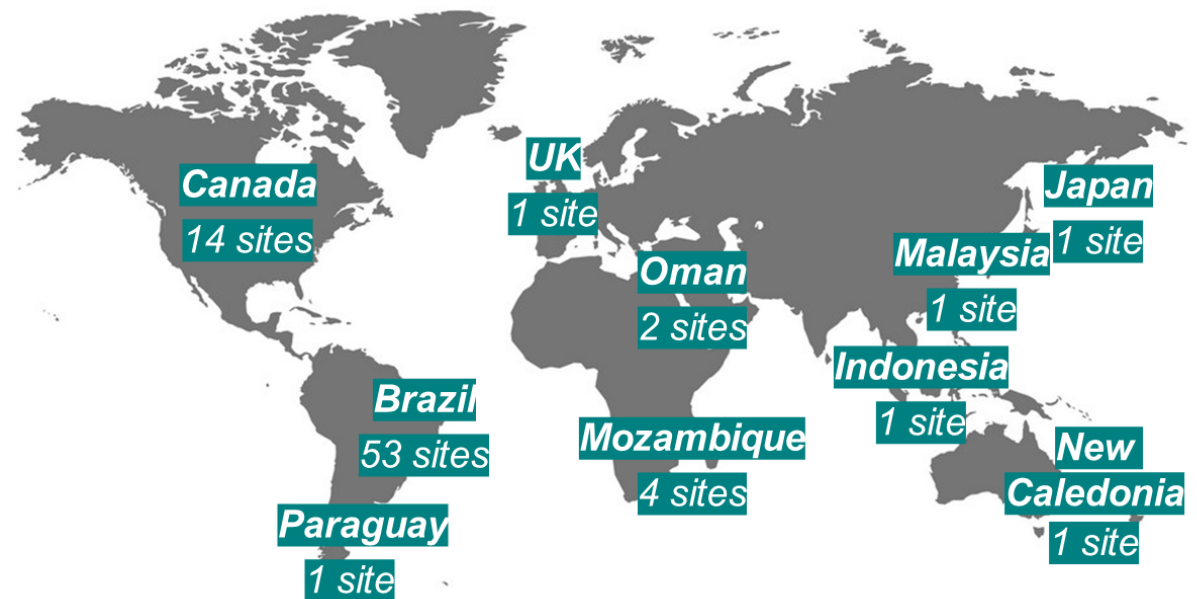 Canada
14 sites
UK
1 site
Japan
1 site
Malaysia
1 site
Oman
2 sites
Indonesia
1 site
Brazil
53 sites
Mozambique
4 sites
New
Caledonia
1 site
Paraguay
1 site